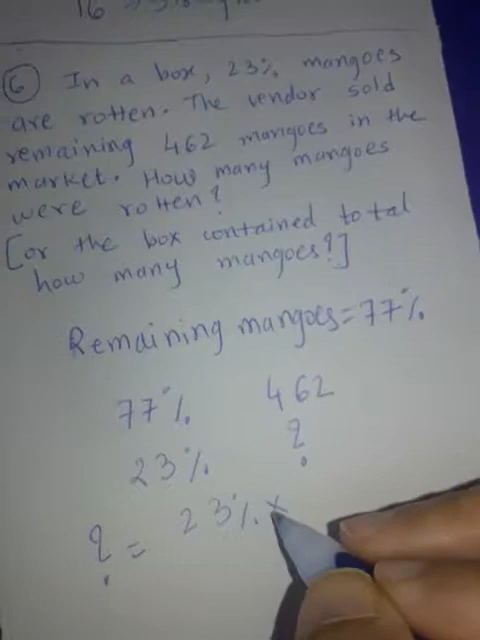 16
6 In a box, 23% mangoes
are rotten. The vendor sold
remaining 462 mangoes in the
market. How many mangoes
were rotten?
[or the box contained total
how many mangoes?]
Remaining mangoes = 77%
77% 462
23% ?
? = 23% ×